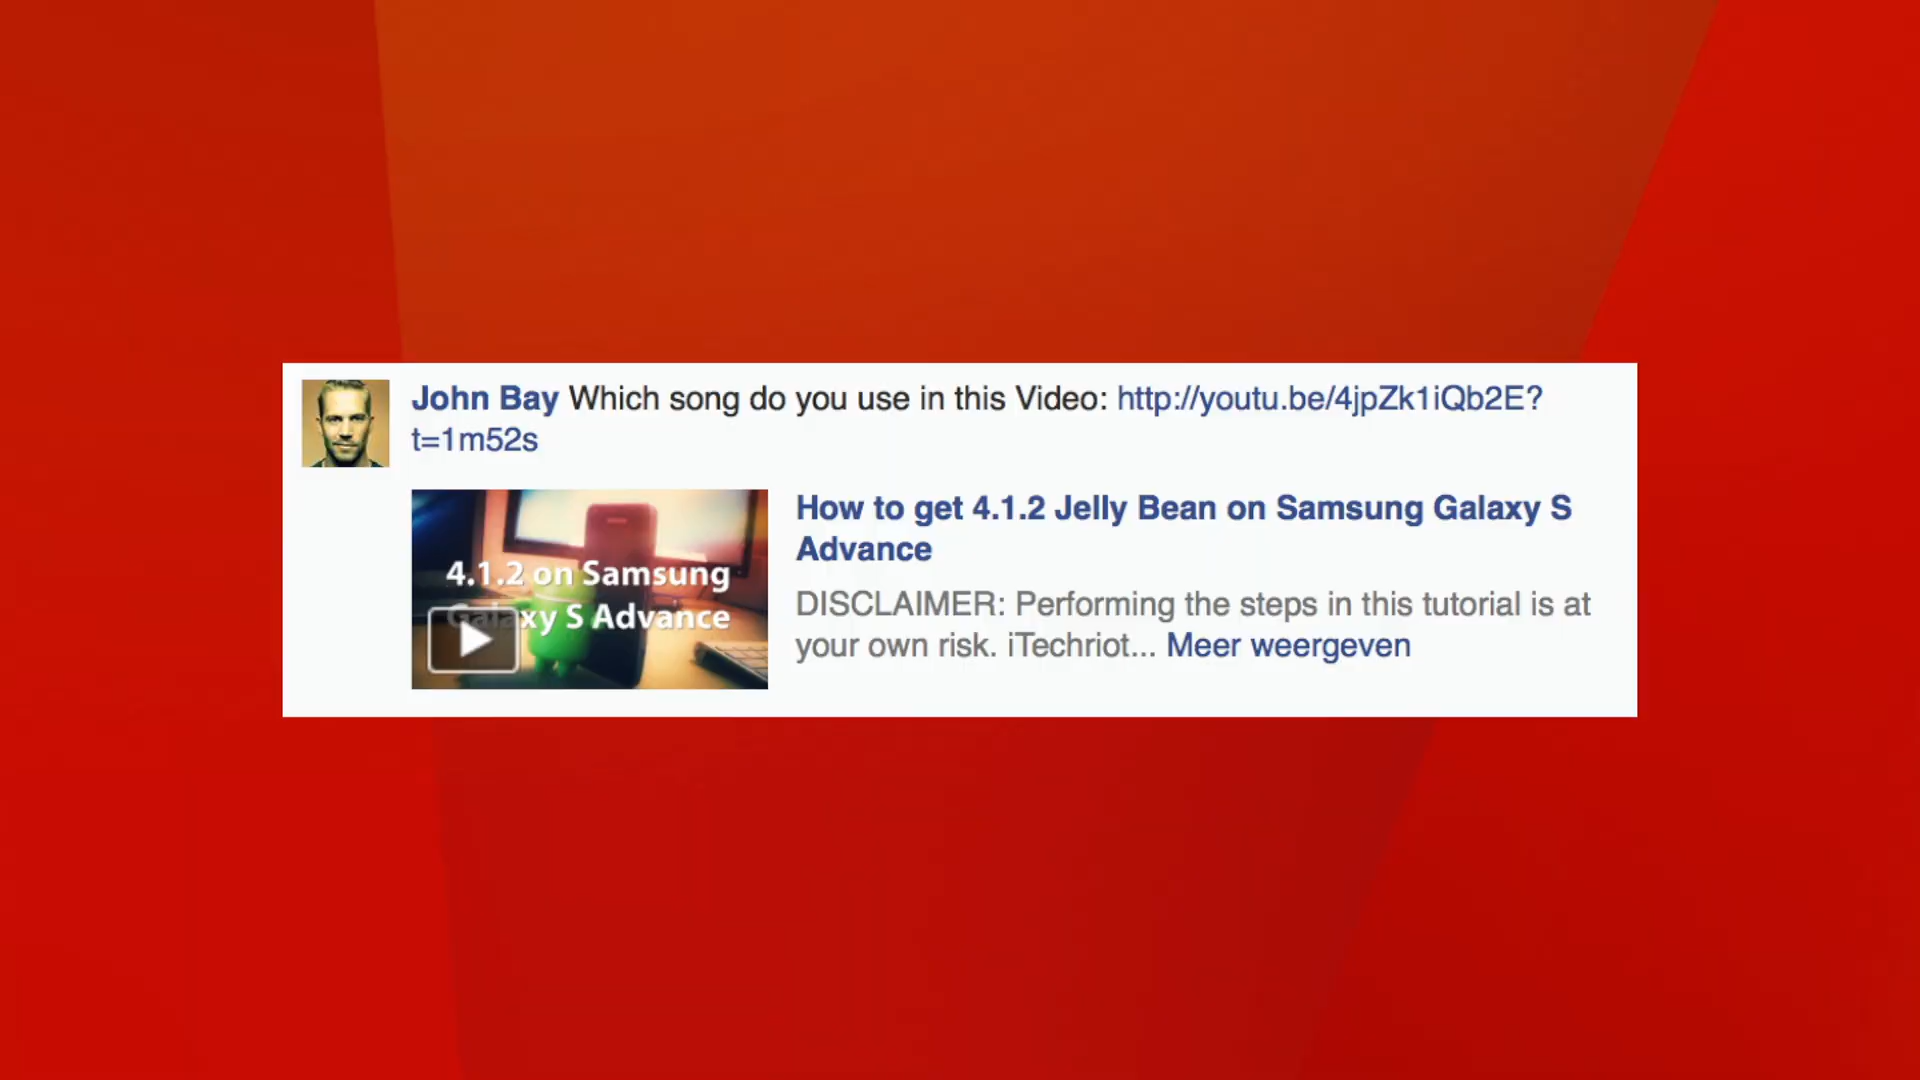 John Bay Which song do you use in this Video: http://youtu.be/4jpZk1iQb2E?
t=1m52s
4.1.2 on Samsung
Galaxy S Advance
How to get 4.1.2 Jelly Bean on Samsung Galaxy S
Advance
DISCLAIMER: Performing the steps in this tutorial is at
your own risk. iTechriot... Meer weergeven